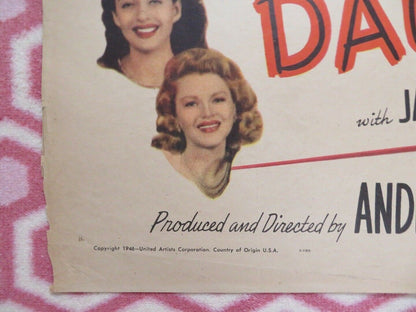 DAU
with JA
Produced and Directed by AND
Copyright 1946—United Artists Corporation. Country of Origin U.S.A.